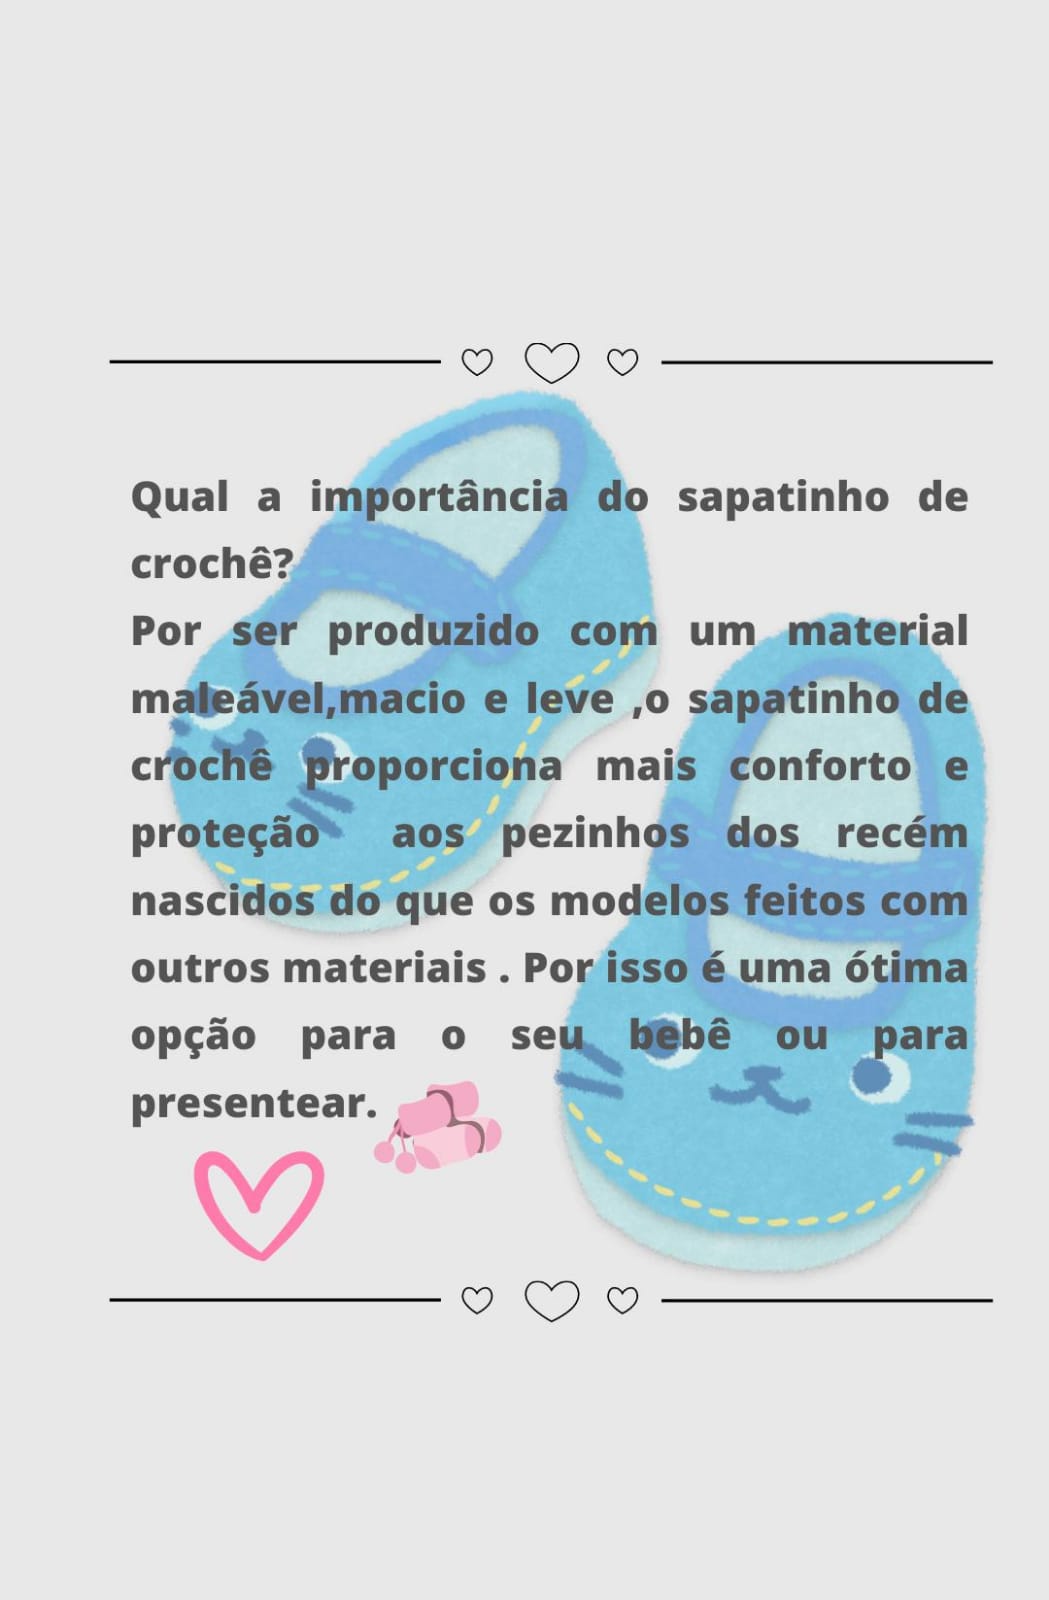 Qual a importância do sapatinho de
crochê?
Por ser produzido com um material
maleável,macio e leve ,o sapatinho de
crochê proporciona mais conforto e
proteção aos pezinhos dos recém
nascidos do que os modelos feitos com
outros materiais . Por isso é uma ótima
opção para o seu bebê ou para
presentear.